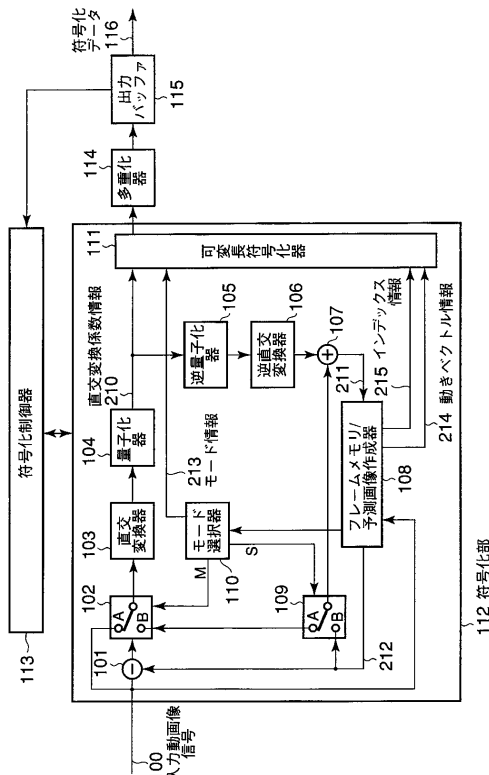 113
符号化制御器
00
入力動画像
信号
101
102
A
B
103
直交
変換器
104
量子化器
直交変換係数情報
210
111
可変長符号化器
114
多重化器
115
出力
バッファ
符号化
データ
116
M
S
モード
選択器
110
213
モード情報
逆量子化器
105
逆直交
変換器
106
107
109
A
B
211
フレームメモリ/
予測画像作成器
108
212
215 インデックス
情報
214 動きベクトル情報
112 符号化部